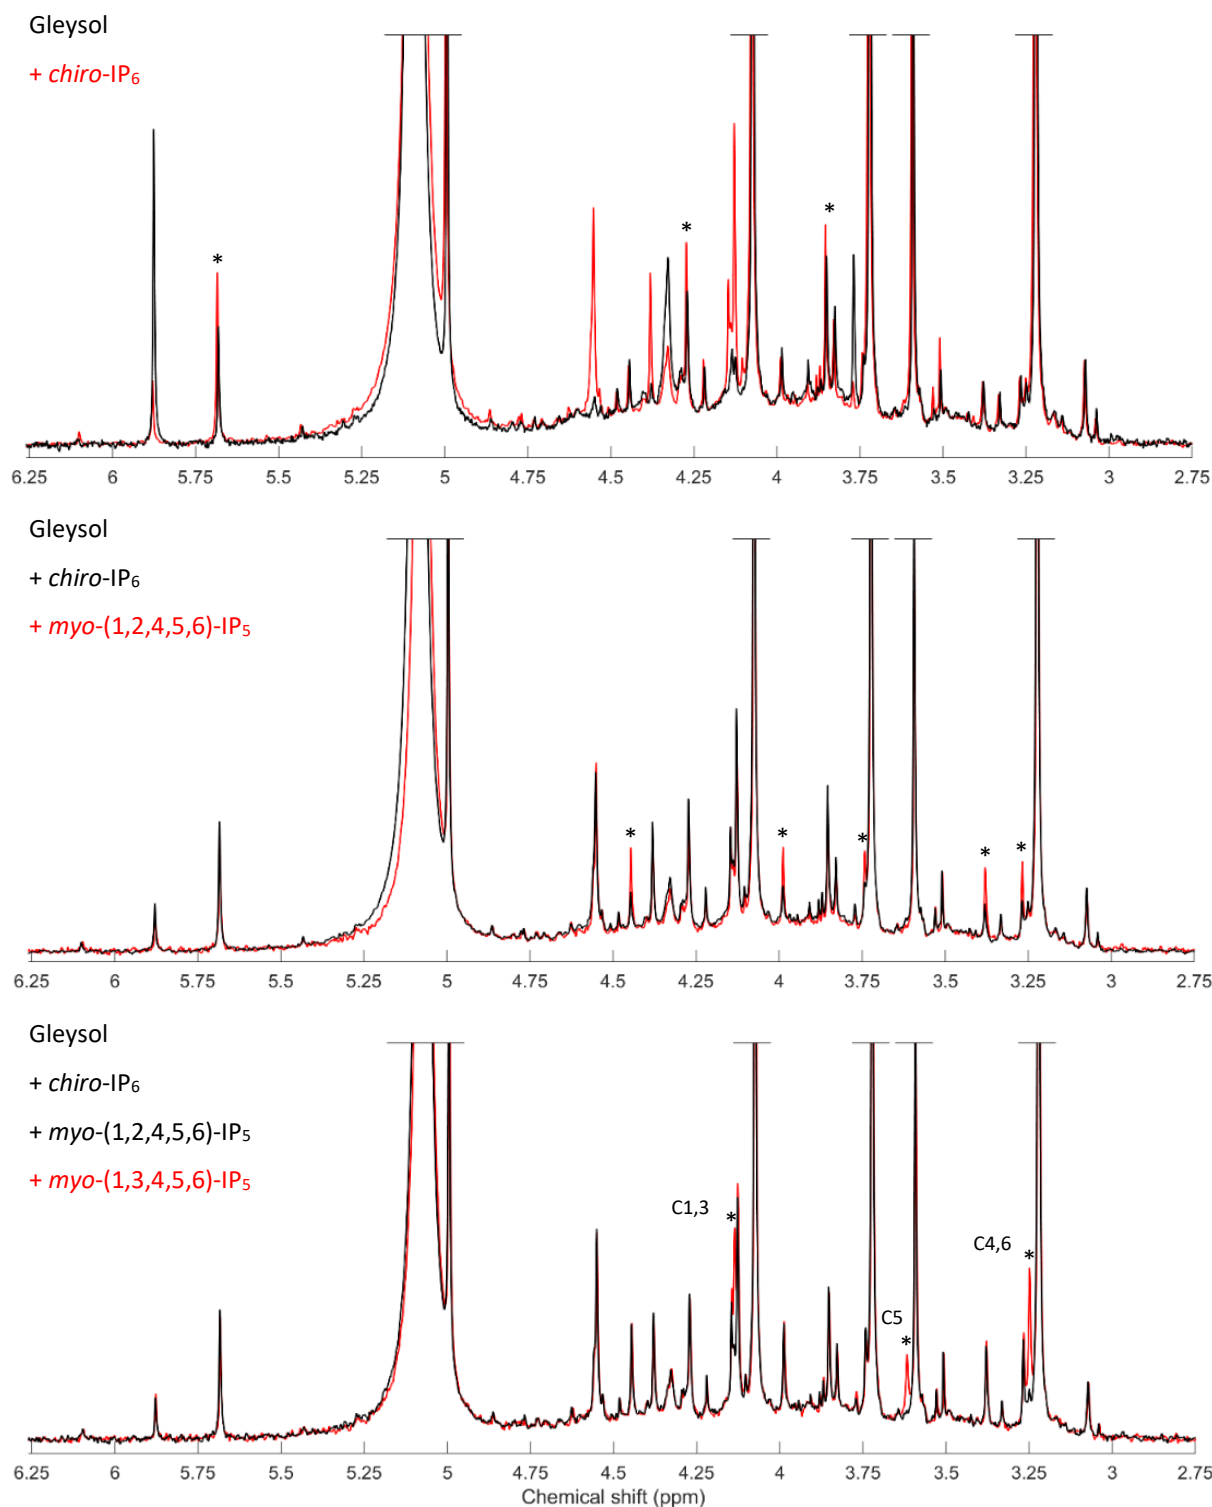 Gleysol
+ chiro-IP₆
*
*
*
6.25 6 5.75 5.5 5.25 5 4.75 4.5 4.25 4 3.75 3.5 3.25 3 2.75
Gleysol
+ chiro-IP₆
+ myo-(1,2,4,5,6)-IP₅
*
*
*
*
*
6.25 6 5.75 5.5 5.25 5 4.75 4.5 4.25 4 3.75 3.5 3.25 3 2.75
Gleysol
+ chiro-IP₆
+ myo-(1,2,4,5,6)-IP₅
+ myo-(1,3,4,5,6)-IP₅
C1,3
*
C4,6
*
C5
*
6.25 6 5.75 5.5 5.25 5 4.75 4.5 4.25 4 3.75 3.5 3.25 3 2.75
Chemical shift (ppm)